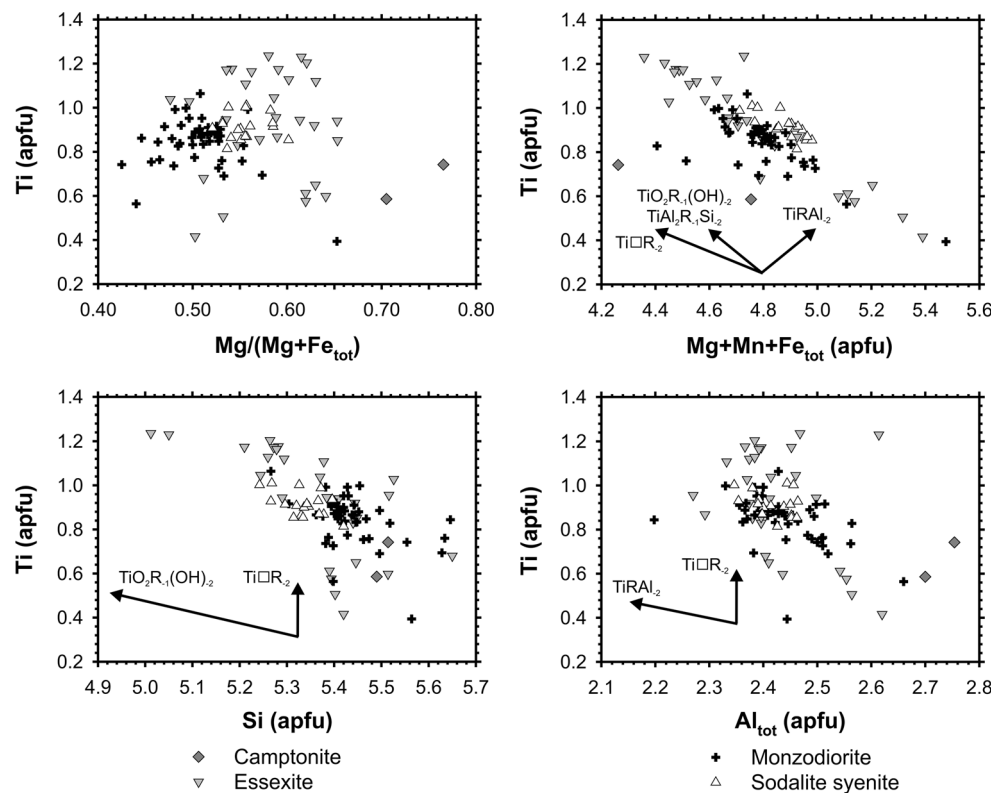 1.4
1.2
1.0
0.8
0.6
0.4
0.2
Ti (apfu)
0.40 0.50 0.60 0.70 0.80
Mg/(Mg+Fe_tot)
1.4
1.2
1.0
0.8
0.6
0.4
0.2
Ti (apfu)
TiO₂R₋₁(OH)₋₂
TiAl₂R₋₁Si₋₂
TiRAl₋₂
Ti□R₋₂
4.2 4.4 4.6 4.8 5.0 5.2 5.4 5.6
Mg+Mn+Fe_tot (apfu)
1.4
1.2
1.0
0.8
0.6
0.4
0.2
Ti (apfu)
TiO₂R₋₁(OH)₋₂
Ti□R₋₂
4.9 5.0 5.1 5.2 5.3 5.4 5.5 5.6 5.7
Si (apfu)
1.4
1.2
1.0
0.8
0.6
0.4
0.2
Ti (apfu)
Ti□R₋₂
TiRAl₋₂
2.1 2.2 2.3 2.4 2.5 2.6 2.7 2.8
Al_tot (apfu)
Camptonite
Essexite
Monzodiorite
Sodalite syenite